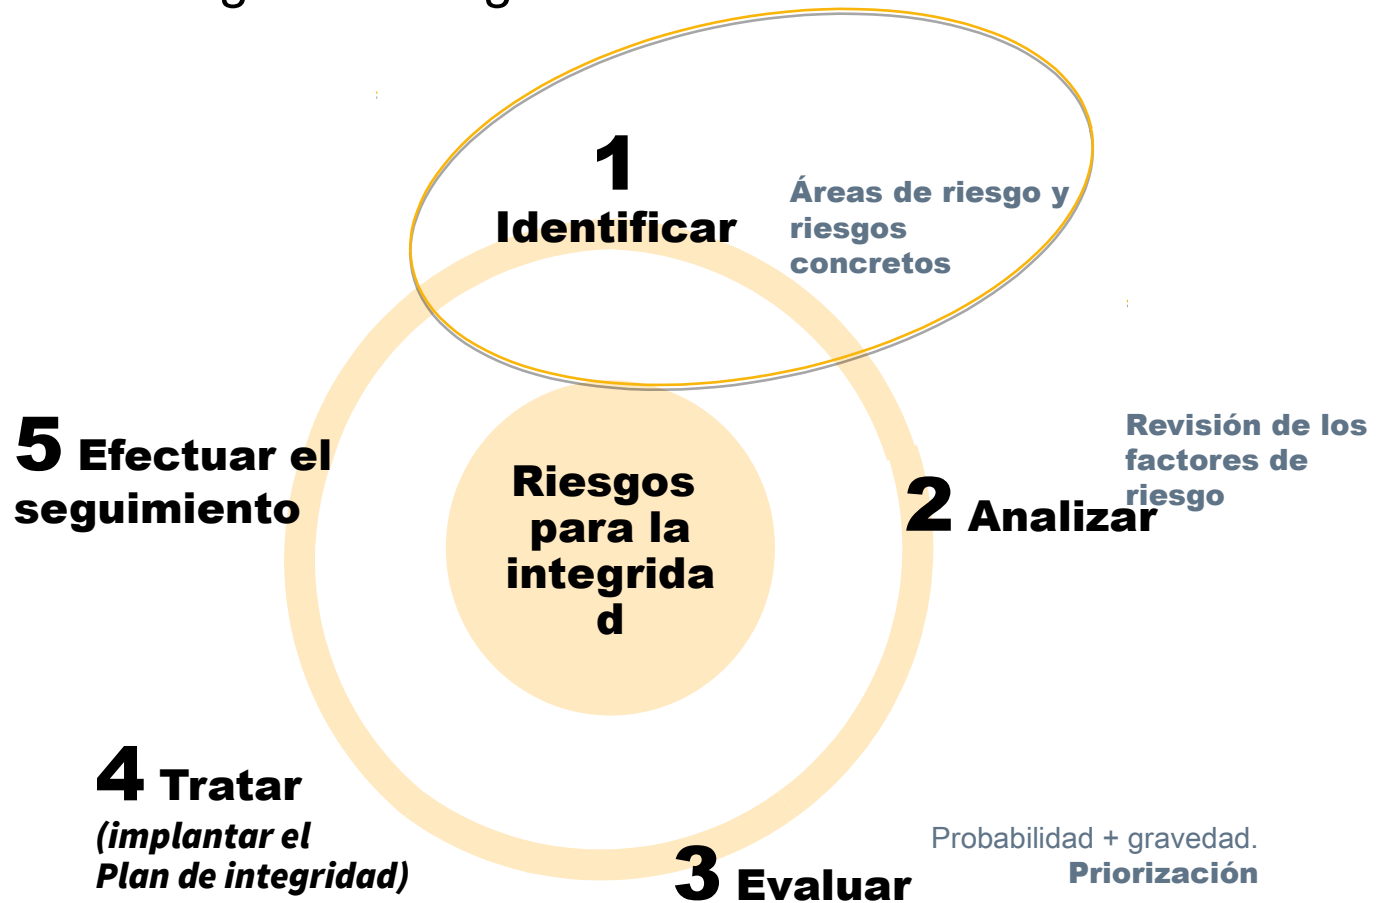 1
Identificar
Áreas de riesgo y
riesgos
concretos
Revisión de los
factores de
riesgo
2 Analizar
Riesgos
para la
integrida
d
5 Efectuar el
seguimiento
4 Tratar
(implantar el
Plan de integridad)
3 Evaluar
Probabilidad + gravedad.
Priorización